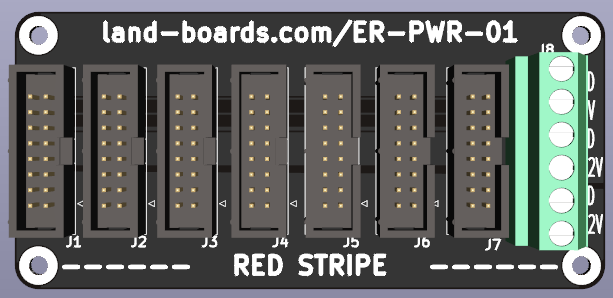 land-boards.com/ER-PWR-01
J8
D
V
D
2V
D
2V
J1 J2 J3 J4 J5 J6 J7
RED STRIPE